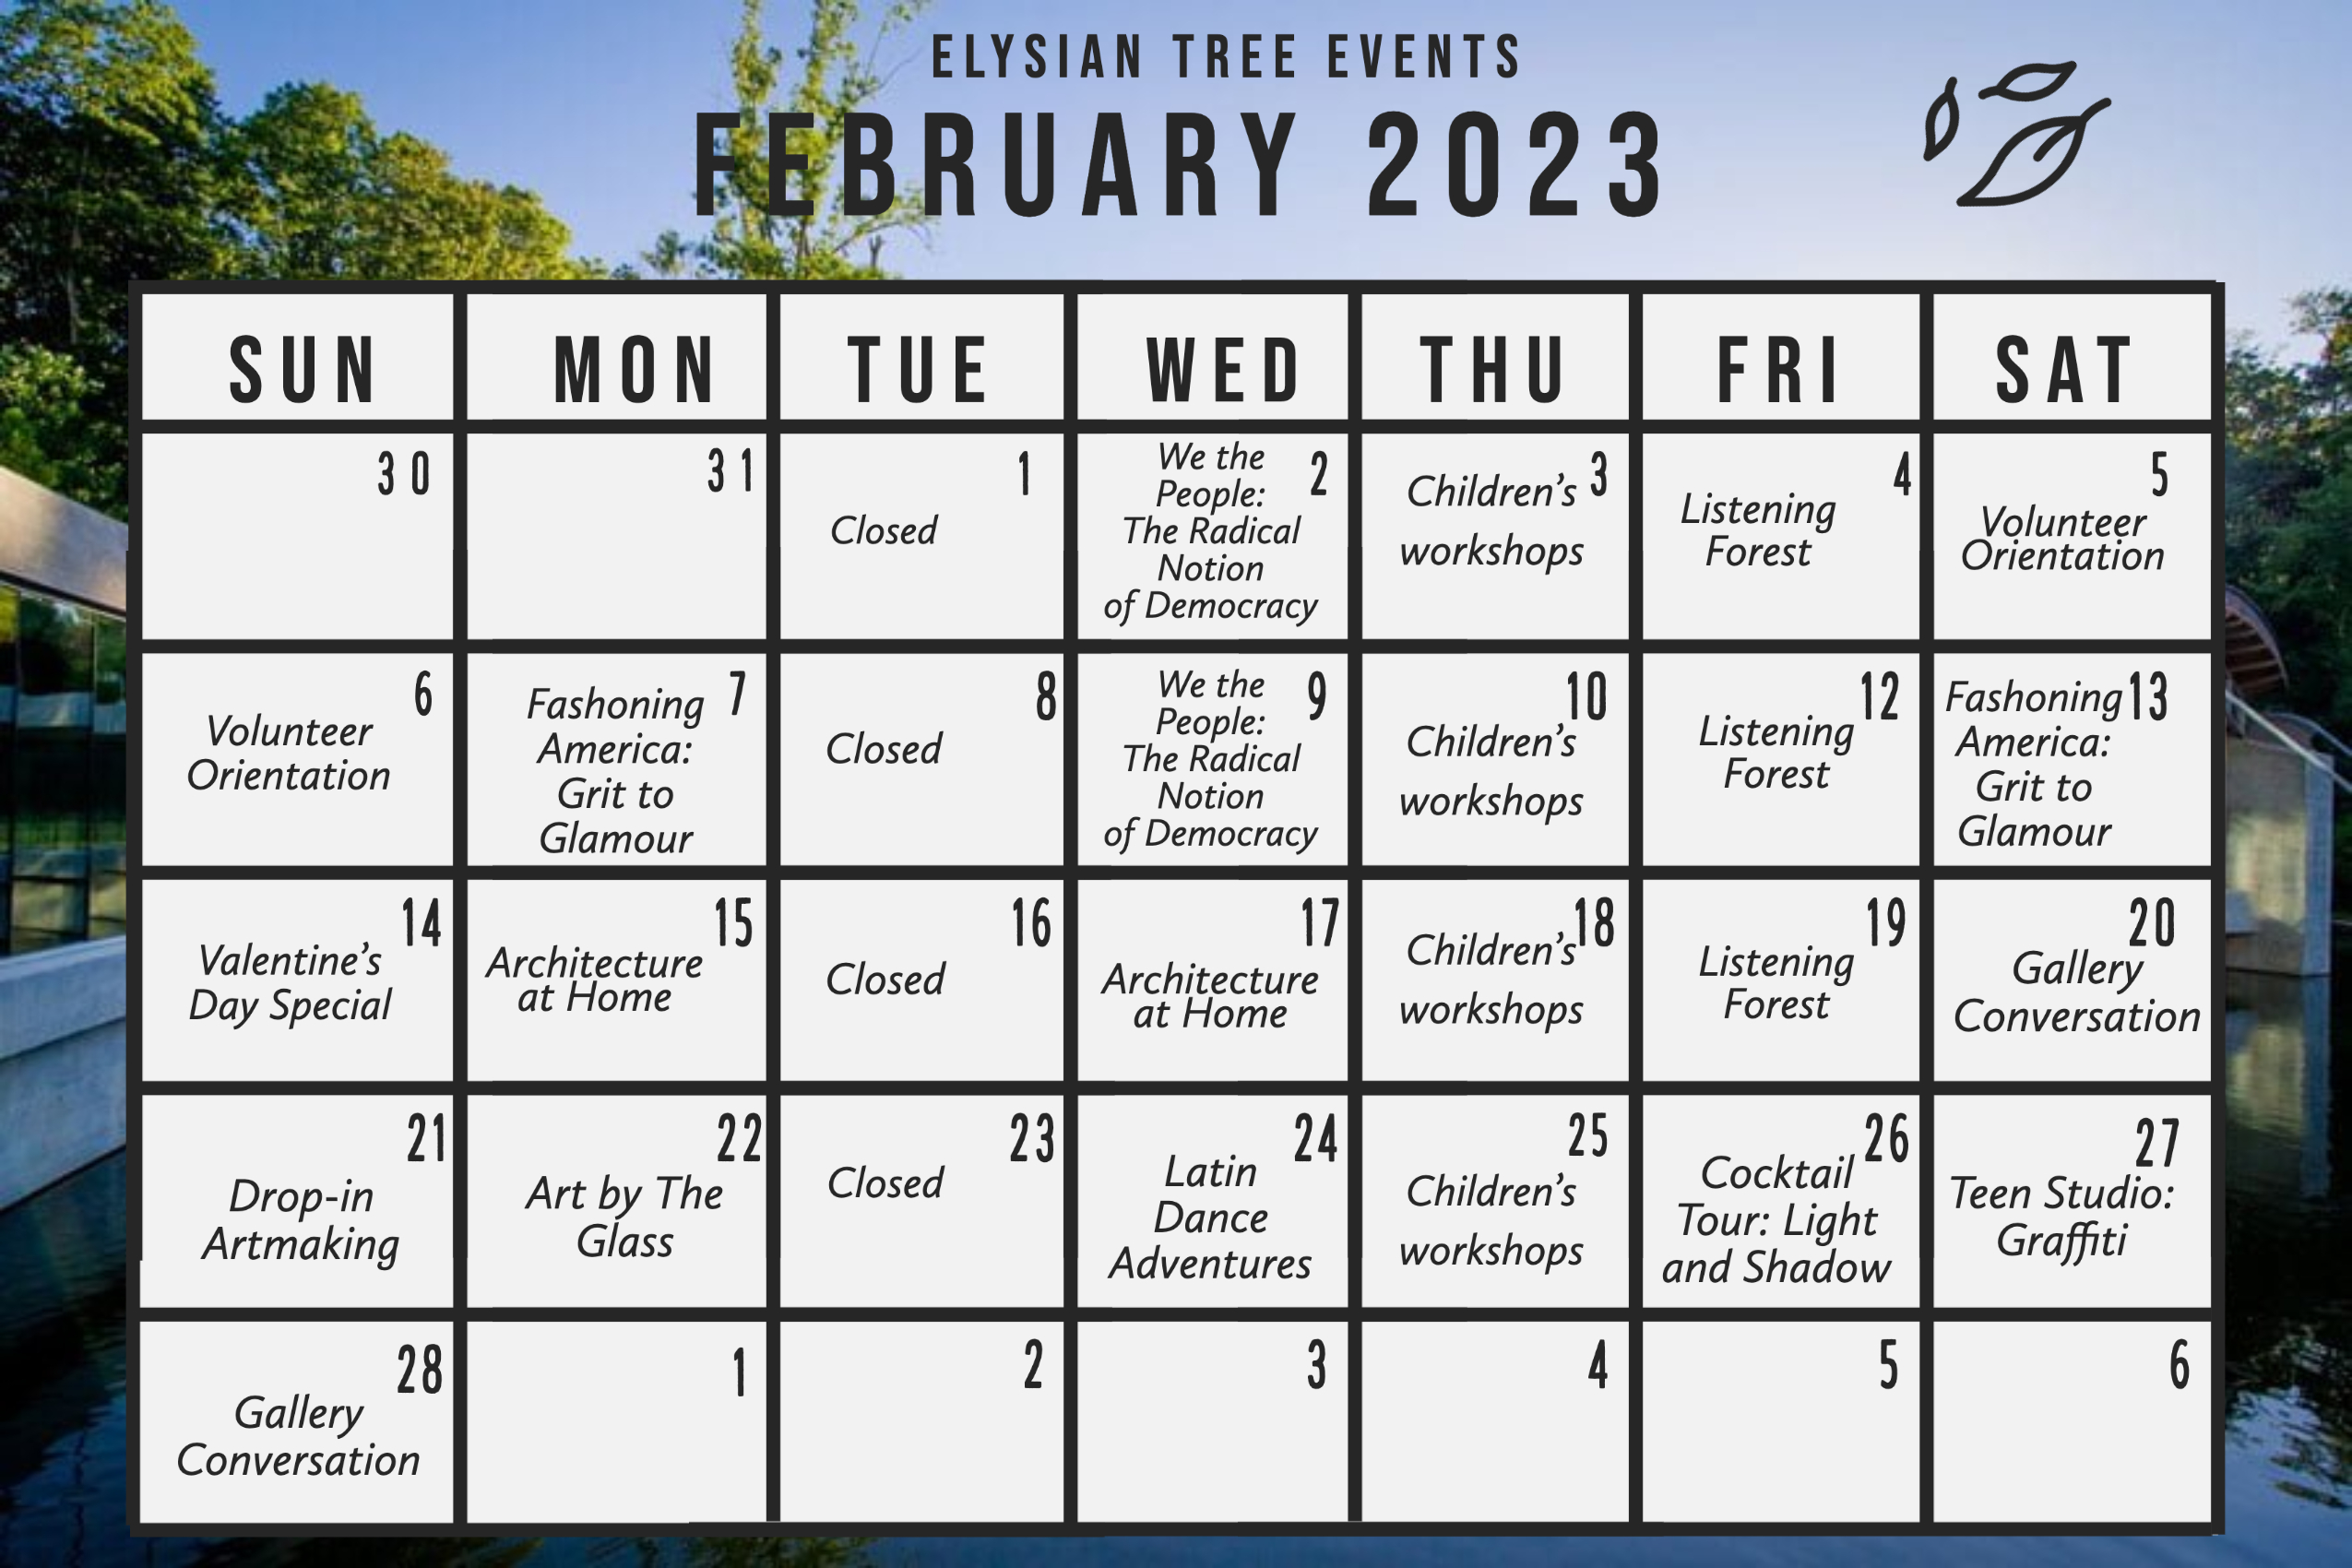 ELYSIAN TREE EVENTS
FEBRUARY 2023
SUN MON TUE WED THU FRI SAT
30
31
1
Closed
2
We the
People:
The Radical
Notion
of Democracy
3
Children’s
workshops
4
Listening
Forest
5
Volunteer
Orientation
6
Volunteer
Orientation
7
Fashoning
America:
Grit to
Glamour
8
Closed
9
We the
People:
The Radical
Notion
of Democracy
10
Children’s
workshops
12
Listening
Forest
13
Fashoning
America:
Grit to
Glamour
14
Valentine’s
Day Special
15
Architecture
at Home
16
Closed
17
Architecture
at Home
18
Children’s
workshops
19
Listening
Forest
20
Gallery
Conversation
21
Drop-in
Artmaking
22
Art by The
Glass
23
Closed
24
Latin
Dance
Adventures
25
Children’s
workshops
26
Cocktail
Tour: Light
and Shadow
27
Teen Studio:
Graffiti
28
Gallery
Conversation
1
2
3
4
5
6